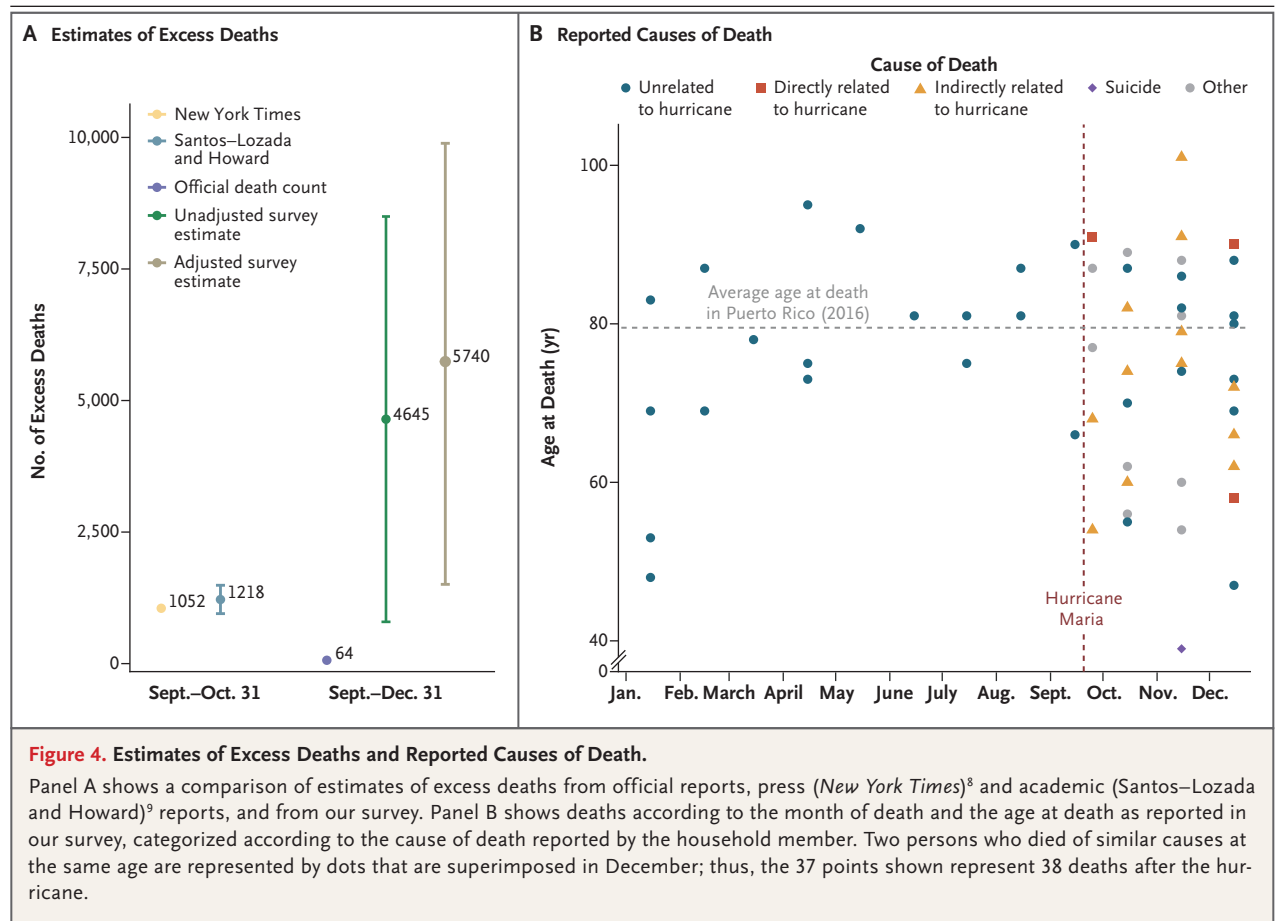 A Estimates of Excess Deaths
New York Times
Santos–Lozada
and Howard
Official death count
Unadjusted survey
estimate
Adjusted survey
estimate
No. of Excess Deaths
10,000
7,500
5,000
2,500
0
1052
1218
64
4645
5740
Sept.–Oct. 31
Sept.–Dec. 31
B Reported Causes of Death
Cause of Death
Unrelated
to hurricane
Directly related
to hurricane
Indirectly related
to hurricane
Suicide
Other
Age at Death (yr)
100
80
60
40
0
Average age at death
in Puerto Rico (2016)
Hurricane
Maria
Jan.
Feb.
March
April
May
June
July
Aug.
Sept.
Oct.
Nov.
Dec.
Figure 4. Estimates of Excess Deaths and Reported Causes of Death.
Panel A shows a comparison of estimates of excess deaths from official reports, press (New York Times)⁸ and academic (Santos–Lozada
and Howard)⁹ reports, and from our survey. Panel B shows deaths according to the month of death and the age at death as reported in
our survey, categorized according to the cause of death reported by the household member. Two persons who died of similar causes at
the same age are represented by dots that are superimposed in December; thus, the 37 points shown represent 38 deaths after the hur-
ricane.